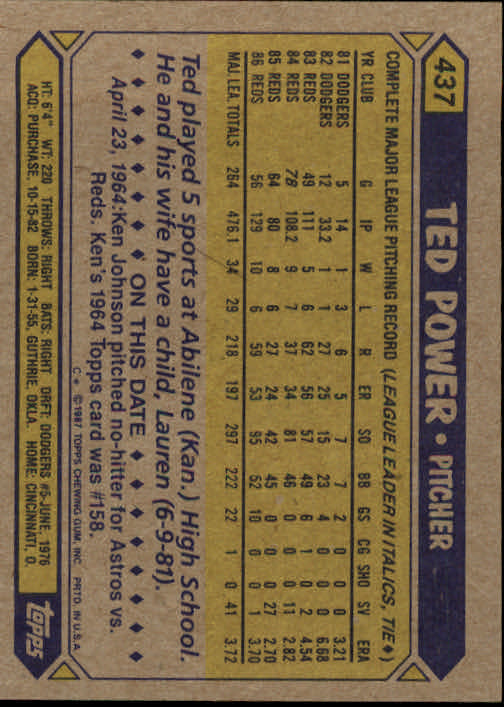 437 TED POWER • PITCHER
COMPLETE MAJOR LEAGUE PITCHING RECORD (LEAGUE LEADER IN ITALICS, TIE♦)
YR CLUB G IP W L R ER SO BB GS CG SHO SV ERA
81 DODGERS 5 14 1 3 6 5 7 7 2 0 0 0 3.21
82 DODGERS 12 33.2 1 1 27 25 15 23 4 0 0 0 6.68
83 REDS 49 111 5 6 62 56 57 49 6 1 0 2 4.54
84 REDS 78 108.2 9 7 37 34 81 46 0 0 0 11 2.82
85 REDS 64 80 8 6 27 24 42 45 0 0 0 27 2.70
86 REDS 56 129 10 6 59 53 95 52 10 0 0 1 3.70
MAJ. LEA. TOTALS 264 476.1 34 29 218 197 297 222 22 1 0 41 3.72
Ted played 5 sports at Abilene (Kan.) High School.
He and his wife have a child, Lauren (6-9-81).
♦ ♦ ♦ ♦ ♦ ♦ ♦ ♦ ON THIS DATE ♦ ♦ ♦ ♦ ♦ ♦ ♦ ♦
April 23, 1964:Ken Johnson pitched no-hitter for Astros vs.
Reds. Ken's 1964 Topps card was #158.
C* ©1987 TOPPS CHEWING GUM, INC. PRTD. IN U.S.A.
HT: 6'4" WT: 220 THROWS: RIGHT BATS: RIGHT DRFT: DODGERS #5-JUNE, 1976
ACQ: PURCHASE, 10-15-82 BORN: 1-31-55, GUTHRIE, OKLA. HOME: CINCINNATI, O.
topps